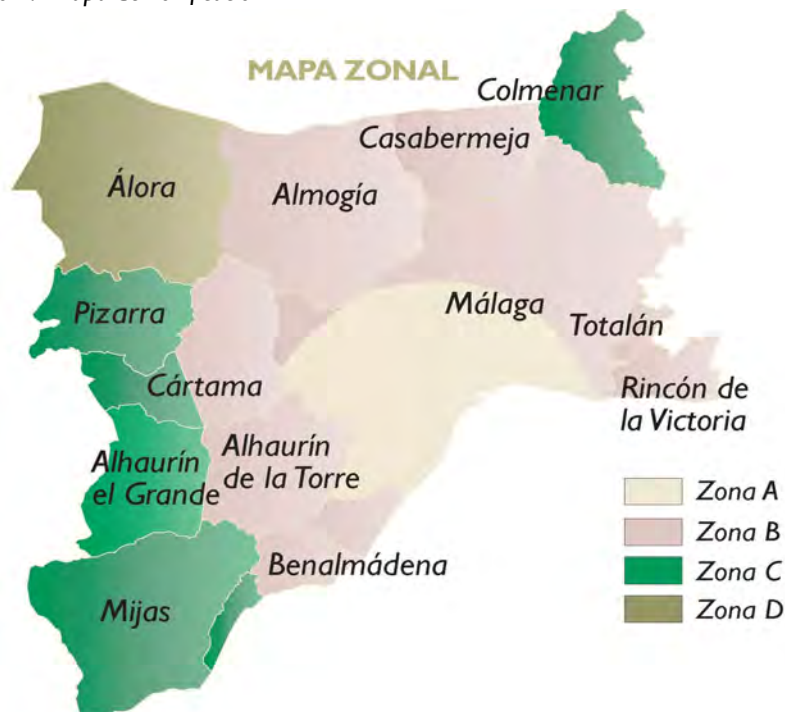 MAPA ZONAL
Colmenar
Casabermeja
Álora
Almogía
Pizarra
Málaga
Totalán
Cártama
Rincón de
la Victoria
Alhaurín
el Grande
Alhaurín
de la Torre
Benalmádena
Mijas
Zona A
Zona B
Zona C
Zona D